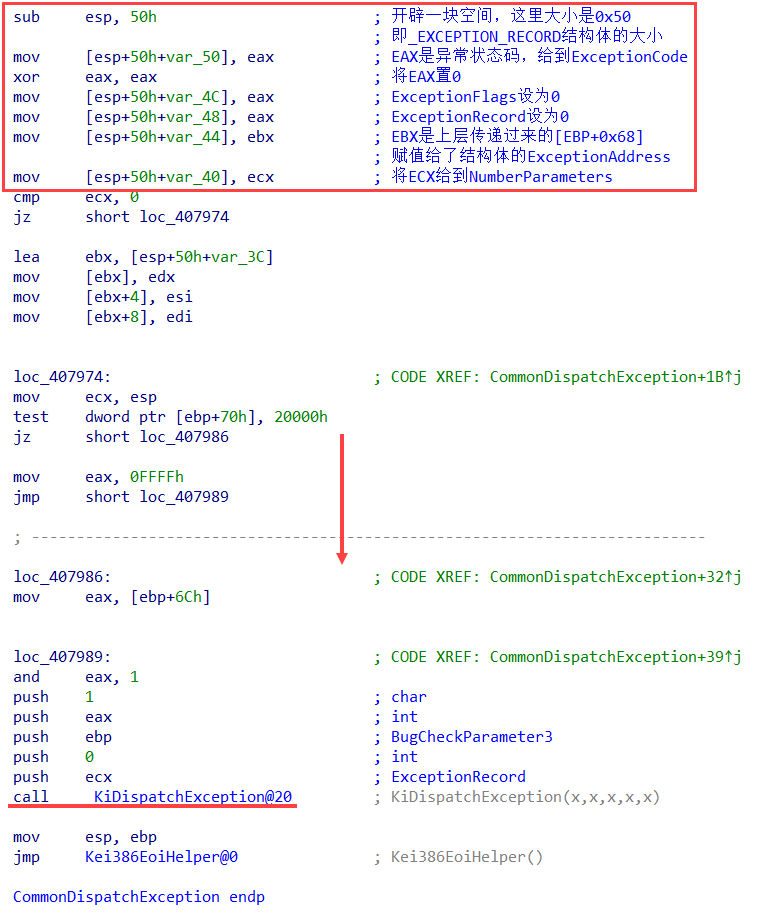 sub     esp, 50h                        ; 开辟一块空间，这里大小是0x50
                                        ; 即_EXCEPTION_RECORD结构体的大小
mov     [esp+50h+var_50], eax           ; EAX是异常状态码，给到ExceptionCode
xor     eax, eax                        ; 将EAX置0
mov     [esp+50h+var_4C], eax           ; ExceptionFlags设为0
mov     [esp+50h+var_48], eax           ; ExceptionRecord设为0
mov     [esp+50h+var_44], ebx           ; EBX是上层传递过来的[EBP+0x68]
                                        ; 赋值给了结构体的ExceptionAddress
mov     [esp+50h+var_40], ecx           ; 将ECX给到NumberParameters
cmp     ecx, 0
jz      short loc_407974
lea     ebx, [esp+50h+var_3C]
mov     [ebx], edx
mov     [ebx+4], esi
mov     [ebx+8], edi
loc_407974:                             ; CODE XREF: CommonDispatchException+1B↑j
mov     ecx, esp
test    dword ptr [ebp+70h], 20000h
jz      short loc_407986
mov     eax, 0FFFFh
jmp     short loc_407989
; ---------------------------------------------------------------------------
loc_407986:                             ; CODE XREF: CommonDispatchException+32↑j
mov     eax, [ebp+6Ch]
loc_407989:                             ; CODE XREF: CommonDispatchException+39↑j
and     eax, 1
push    1                               ; char
push    eax                             ; int
push    ebp                             ; BugCheckParameter3
push    0                               ; int
push    ecx                             ; ExceptionRecord
call    _KiDispatchException@20         ; KiDispatchException(x,x,x,x,x)
mov     esp, ebp
jmp     Kei386EoiHelper@0               ; Kei386EoiHelper()
CommonDispatchException endp